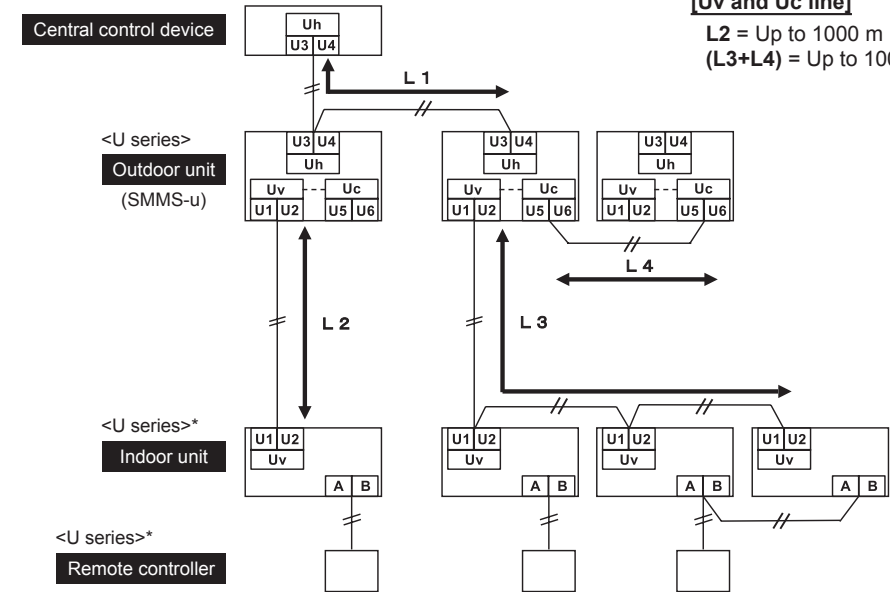 [Uv and Uc line]
L2 = Up to 1000 m
(L3+L4) = Up to
Central control device
Uh
U3 U4
L 1
<U series>
Outdoor unit
(SMMS-u)
U3 U4
Uh
Uv Uc
U1 U2 U5 U6
U3 U4
Uh
Uv Uc
U1 U2 U5 U6
U3 U4
Uh
Uv Uc
U1 U2 U5 U6
L 4
L 2
L 3
<U series>*
Indoor unit
U1 U2
Uv
A B
U1 U2
Uv
A B
U1 U2
Uv
A B
U1 U2
Uv
A B
<U series>*
Remote controller